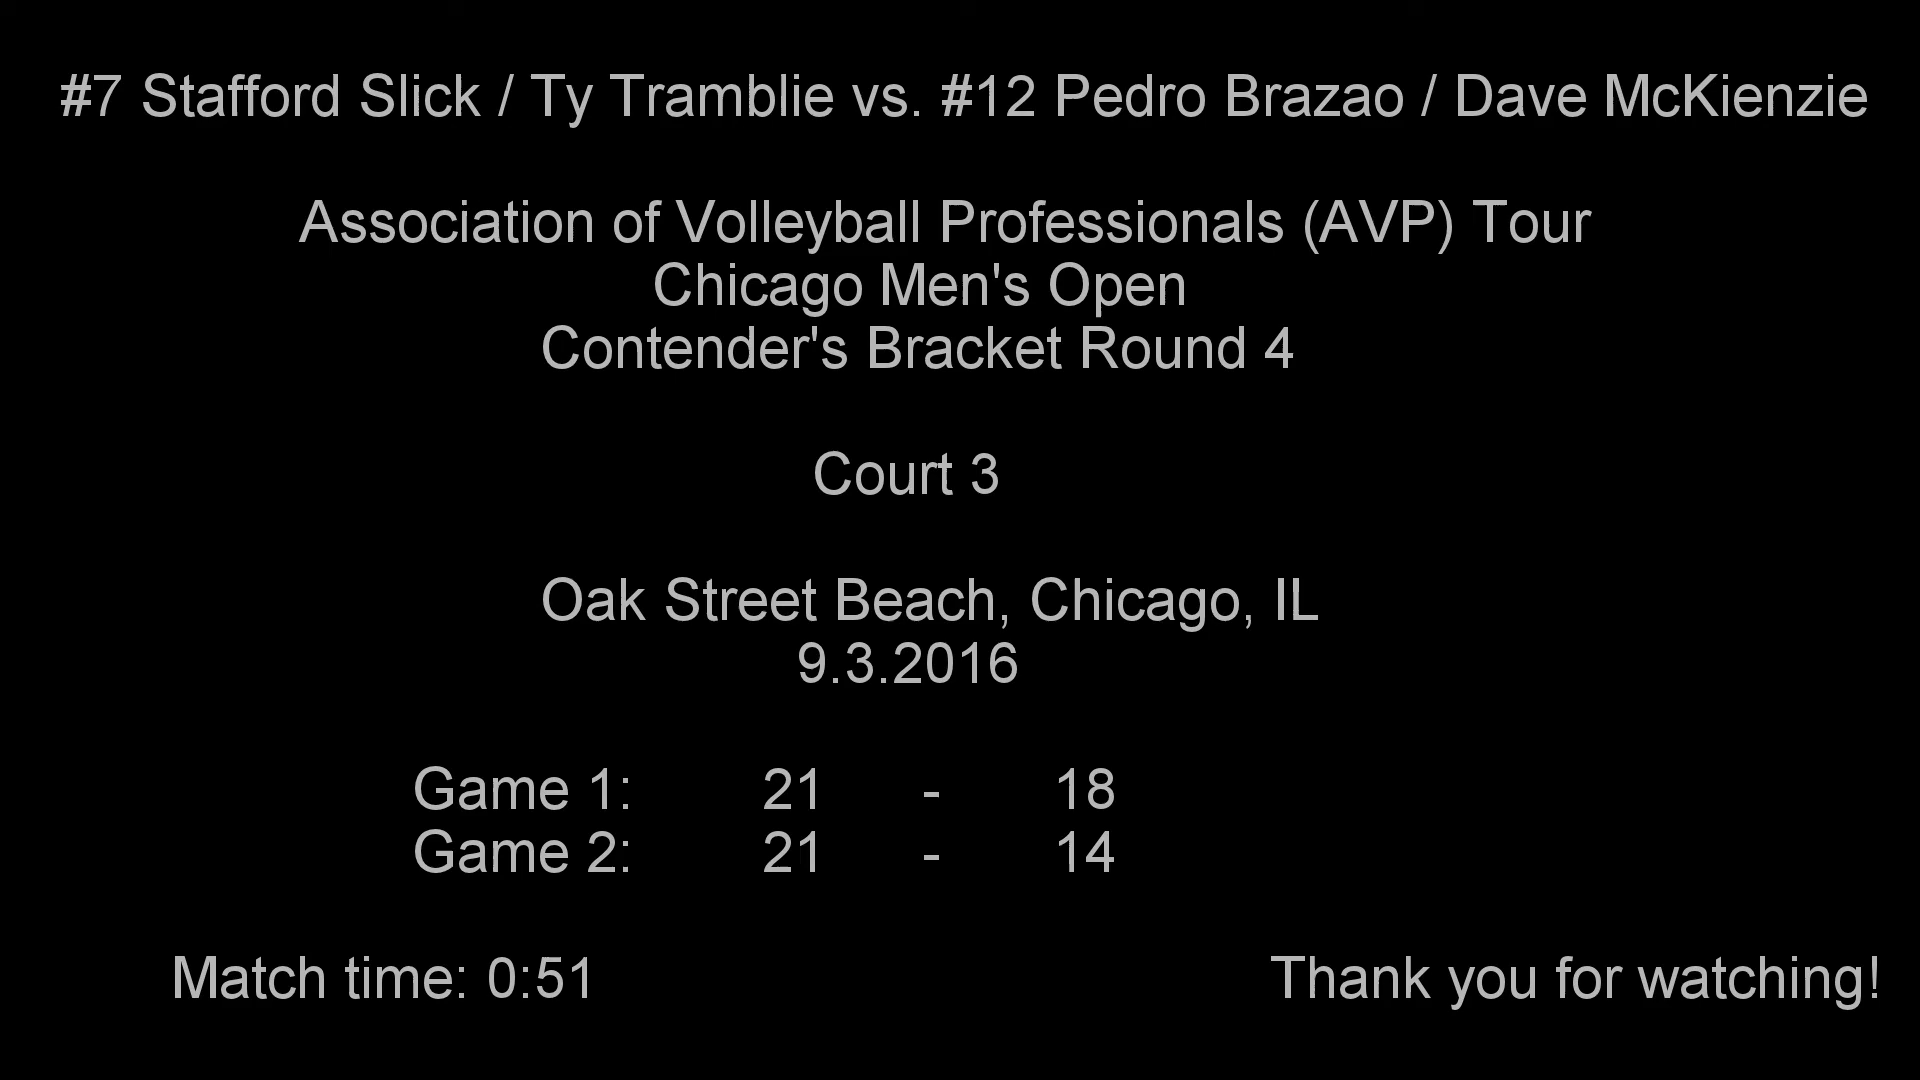 #7 Stafford Slick / Ty Tramblie vs. #12 Pedro Brazao / Dave McKienzie
Association of Volleyball Professionals (AVP) Tour
Chicago Men's Open
Contender's Bracket Round 4
Court 3
Oak Street Beach, Chicago, IL
9.3.2016
Game 1: 21 - 18
Game 2: 21 - 14
Match time: 0:51 Thank you for watching!